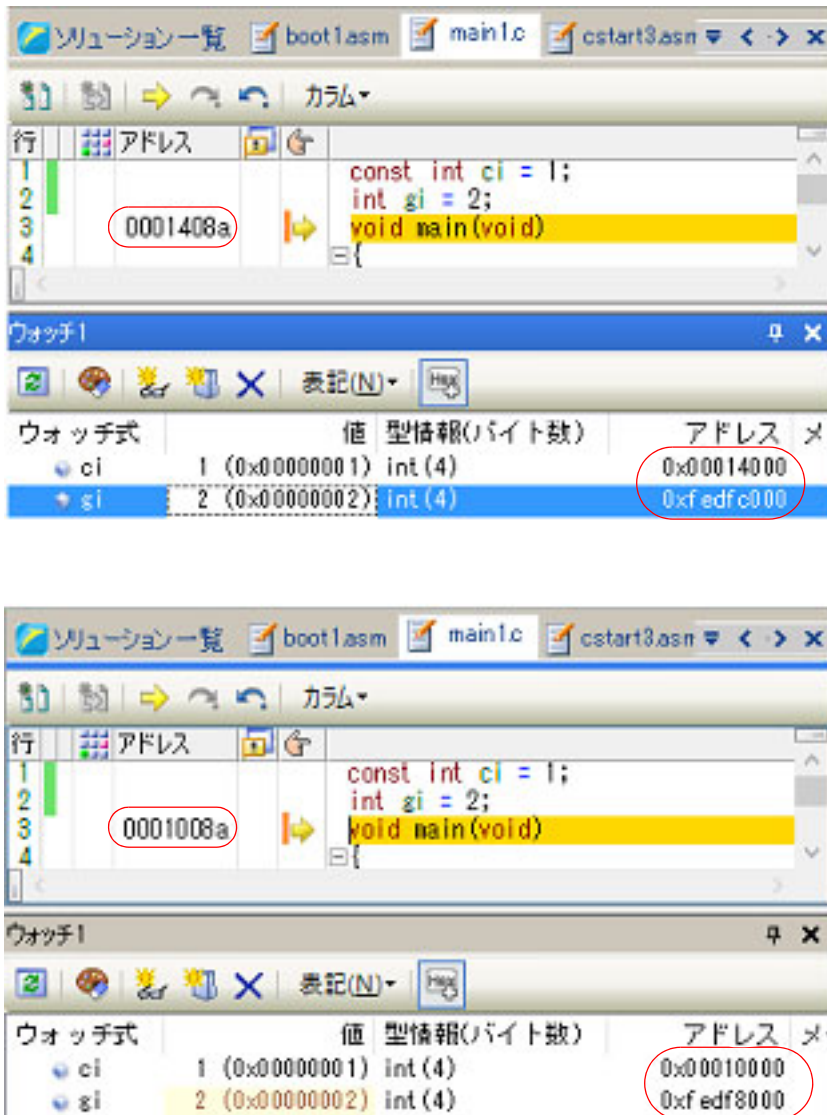 ソリューション一覧 boot1.asm main1.c cstart3.asn
カラム
行 アドレス
1 const int ci = 1;
2 int gi = 2;
3 0001408a void main(void)
4 {
ウォッチ1
表記(N) Hex
ウォッチ式 値 型情報(バイト数) アドレス メ
ci 1 (0x00000001) int(4) 0x00014000
gi 2 (0x00000002) int(4) 0xfedfc000
ソリューション一覧 boot1.asm main1.c cstart3.asn
カラム
行 アドレス
1 const int ci = 1;
2 int gi = 2;
3 0001008a void main(void)
4 {
ウォッチ1
表記(N) Hex
ウォッチ式 値 型情報(バイト数) アドレス メ
ci 1 (0x00000001) int(4) 0x00010000
gi 2 (0x00000002) int(4) 0xfedf8000